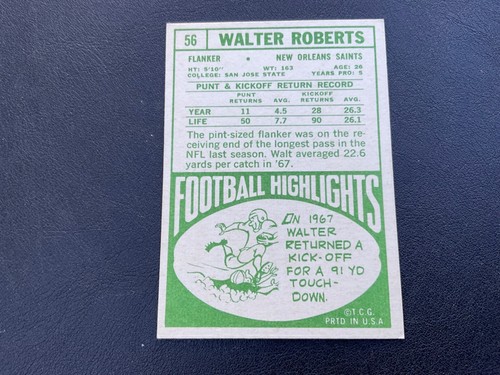 56 WALTER ROBERTS
FLANKER • NEW ORLEANS SAINTS
HT: 5'10" WT: 163 AGE: 26
COLLEGE: SAN JOSE STATE YEARS PRO: 5
PUNT & KICKOFF RETURN RECORD
PUNT KICKOFF
RETURNS AVG. RETURNS AVG.
YEAR 11 4.5 28 26.3
LIFE 50 7.7 90 26.1
The pint-sized flanker was on the re-
ceiving end of the longest pass in the
NFL last season. Walt averaged 22.6
yards per catch in '67.
FOOTBALL HIGHLIGHTS
ON 1967
WALTER
RETURNED A
KICK-OFF
FOR A 91 YD
TOUCH-
DOWN.
©T.C.G.
PRTD IN U.S.A